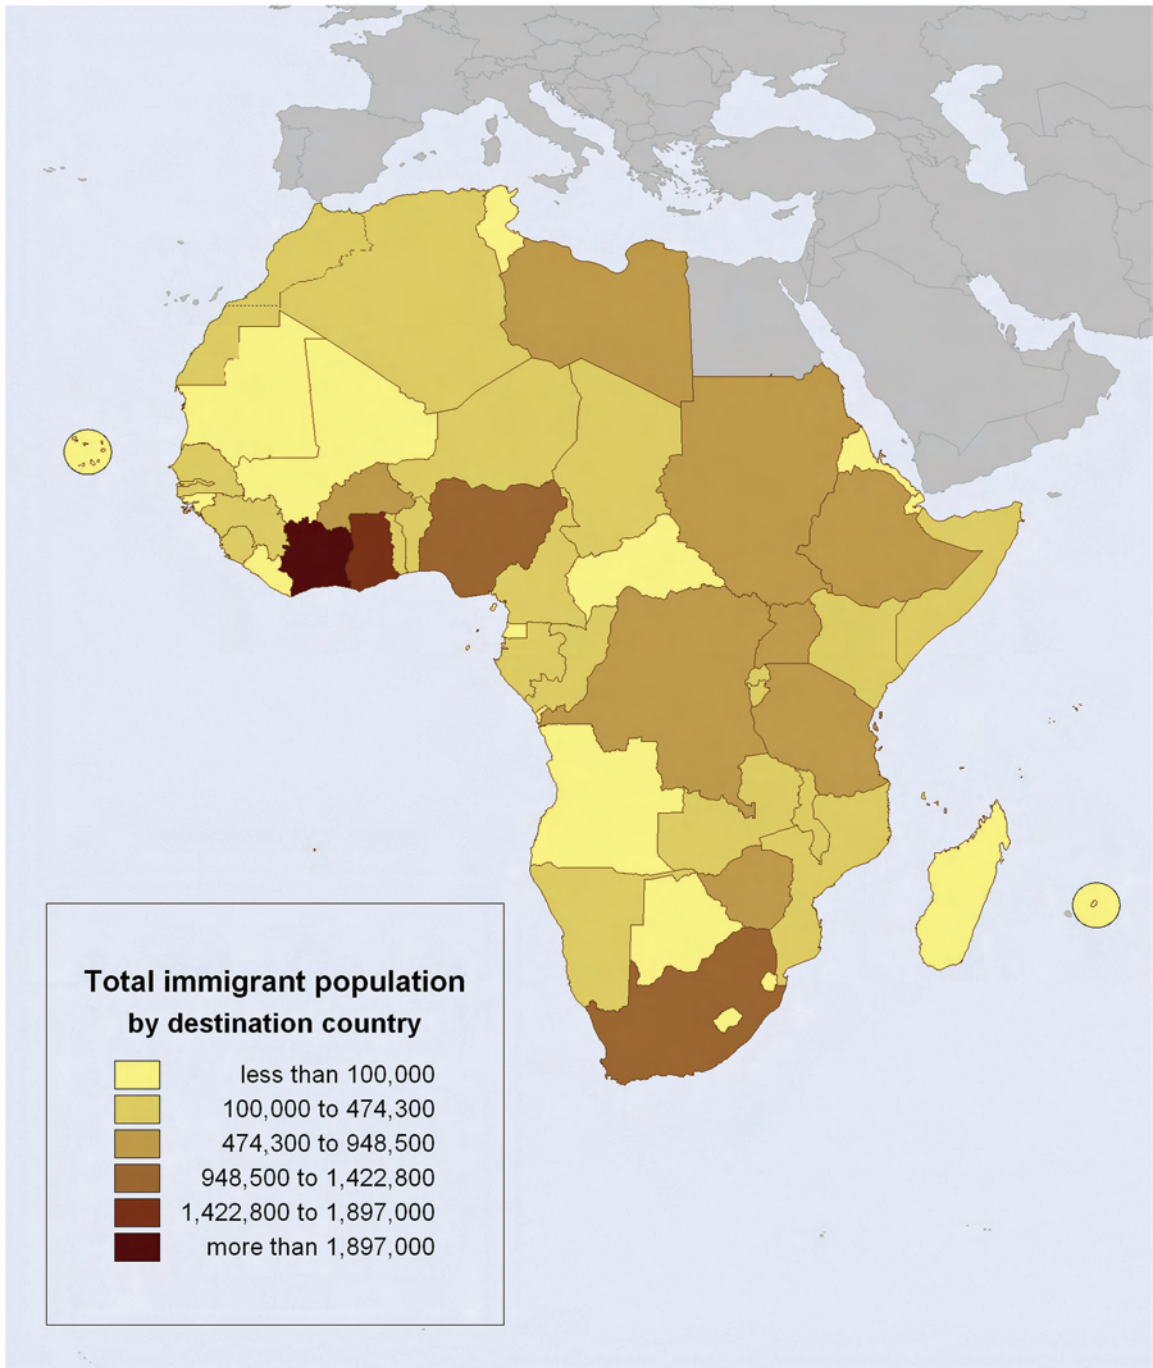 Total immigrant population
by destination country
less than 100,000
100,000 to 474,300
474,300 to 948,500
948,500 to 1,422,800
1,422,800 to 1,897,000
more than 1,897,000